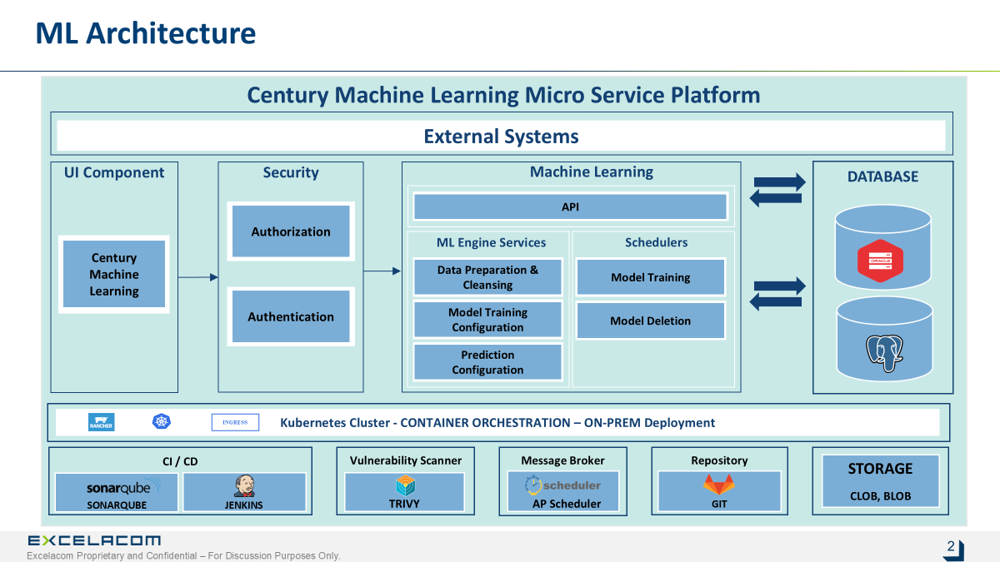 ML Architecture
Century Machine Learning Micro Service Platform
External Systems
UI Component
Century
Machine
Learning
Security
Authorization
Authentication
Machine Learning
API
ML Engine Services
Data Preparation &
Cleansing
Model Training
Configuration
Prediction
Configuration
Schedulers
Model Training
Model Deletion
DATABASE
ORACLE
RANCHER
INGRESS
Kubernetes Cluster - CONTAINER ORCHESTRATION – ON-PREM Deployment
CI / CD
sonarqube
SONARQUBE
JENKINS
Vulnerability Scanner
TRIVY
Message Broker
scheduler
AP Scheduler
Repository
GIT
STORAGE
CLOB, BLOB
EXCELACOM
Excelacom Proprietary and Confidential – For Discussion Purposes Only.
2